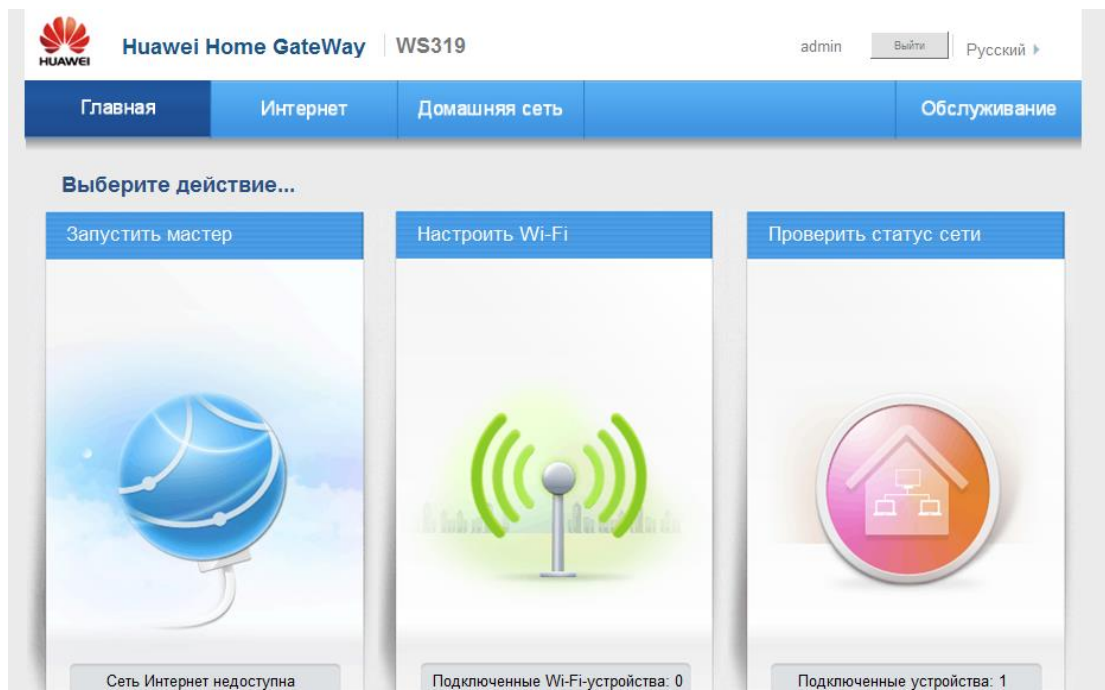 HUAWEI
Huawei Home GateWay WS319 admin Выйти Русский
Главная Интернет Домашняя сеть Обслуживание
Выберите действие...
Запустить мастер Настроить Wi-Fi Проверить статус сети
Сеть Интернет недоступна Подключенные Wi-Fi-устройства: 0 Подключенные устройства: 1